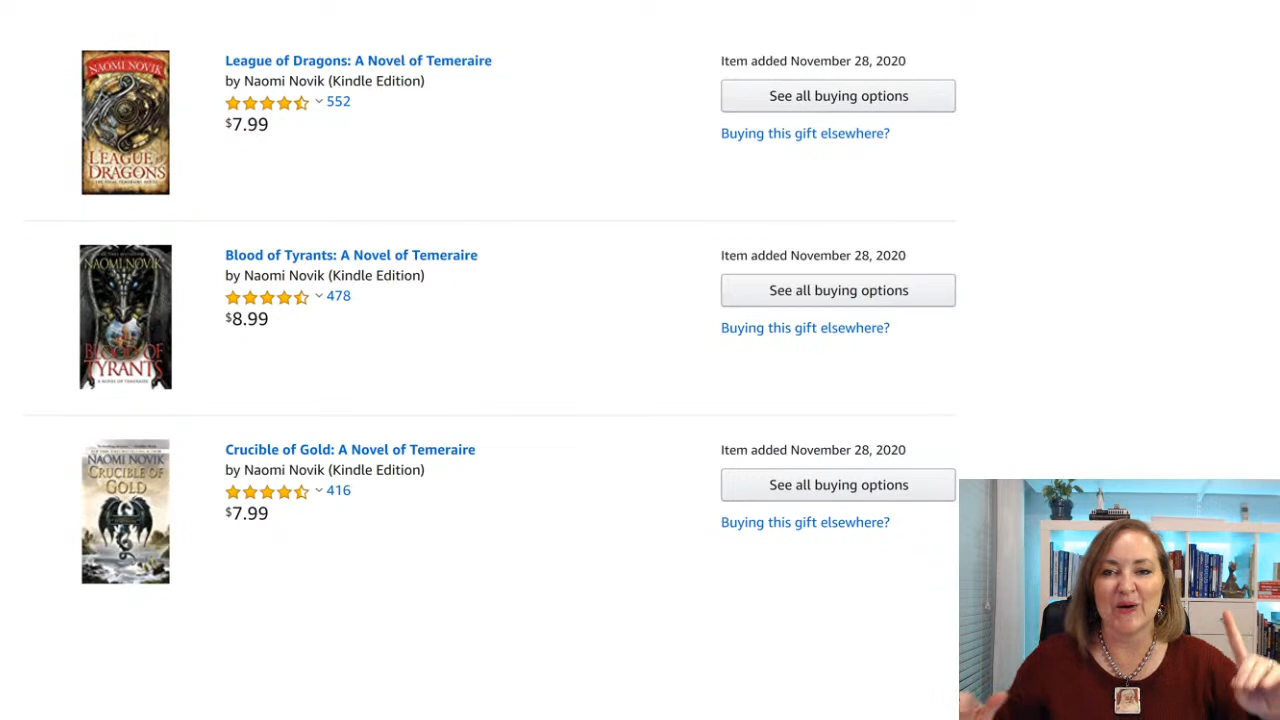 NAOMI NOVIK
LEAGUE OF
DRAGONS
League of Dragons: A Novel of Temeraire
by Naomi Novik (Kindle Edition)
552
$7.99
Item added November 28, 2020
See all buying options
Buying this gift elsewhere?
NAOMI NOVIK
BLOOD OF
TYRANTS
A NOVEL OF TEMERAIRE
Blood of Tyrants: A Novel of Temeraire
by Naomi Novik (Kindle Edition)
478
$8.99
Item added November 28, 2020
See all buying options
Buying this gift elsewhere?
NAOMI NOVIK
CRUCIBLE OF
GOLD
Crucible of Gold: A Novel of Temeraire
by Naomi Novik (Kindle Edition)
416
$7.99
Item added November 28, 2020
See all buying options
Buying this gift elsewhere?